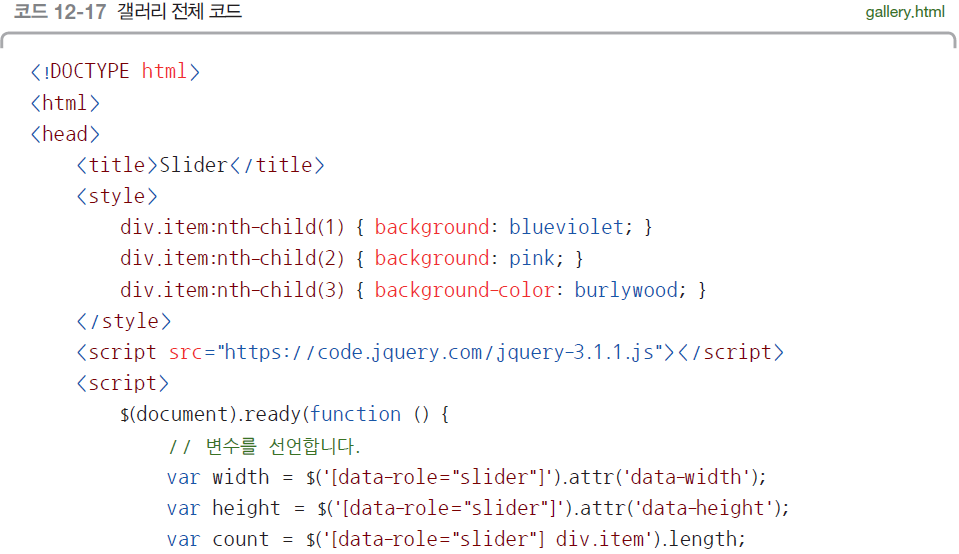 코드 12-17 갤러리 전체 코드 gallery.html
<!DOCTYPE html>
<html>
<head>
    <title>Slider</title>
    <style>
        div.item:nth-child(1) { background: blueviolet; }
        div.item:nth-child(2) { background: pink; }
        div.item:nth-child(3) { background-color: burlywood; }
    </style>
    <script src="https://code.jquery.com/jquery-3.1.1.js"></script>
    <script>
        $(document).ready(function () {
            // 변수를 선언합니다.
            var width = $('[data-role="slider"]').attr('data-width');
            var height = $('[data-role="slider"]').attr('data-height');
            var count = $('[data-role="slider"] div.item').length;